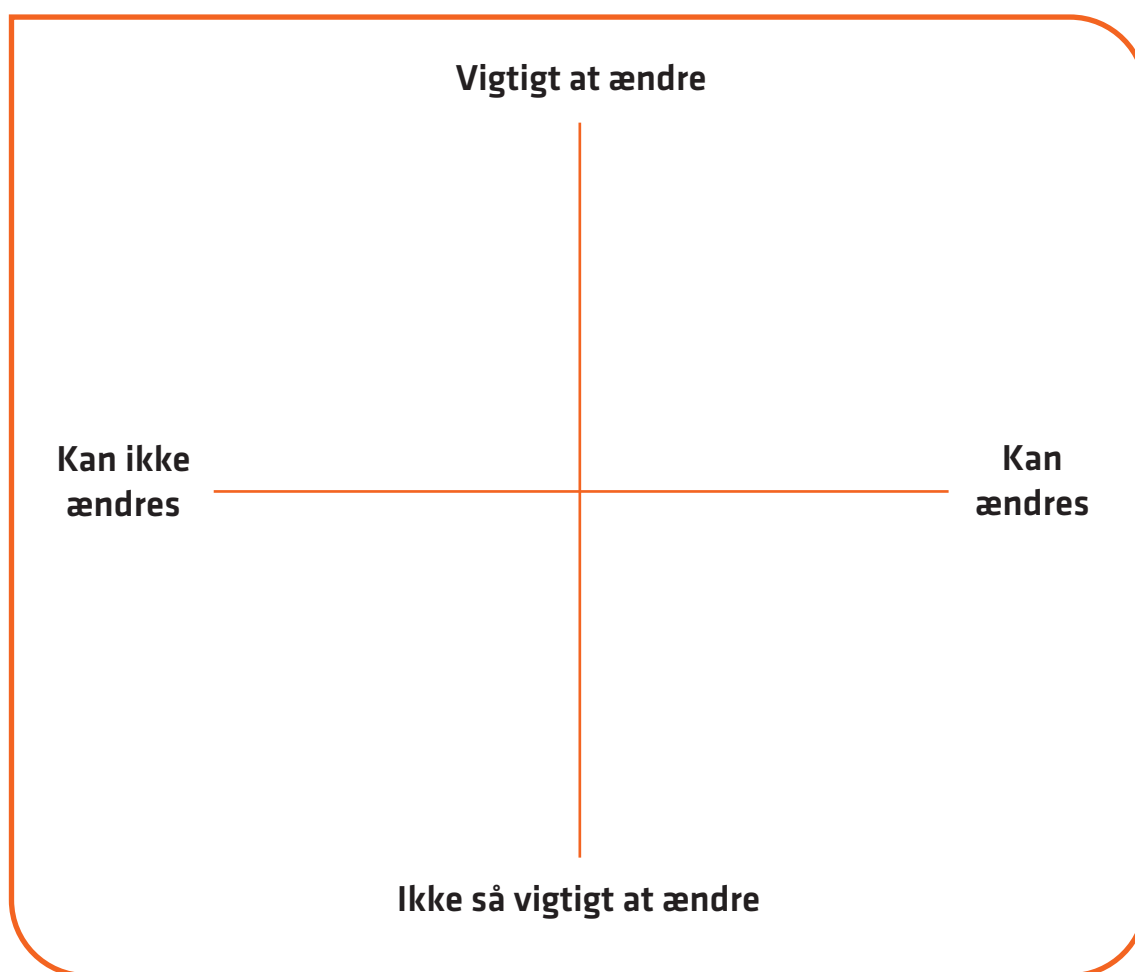 Vigtigt at ændre
Kan ikke
ændres
Kan
ændres
Ikke så vigtigt at ændre